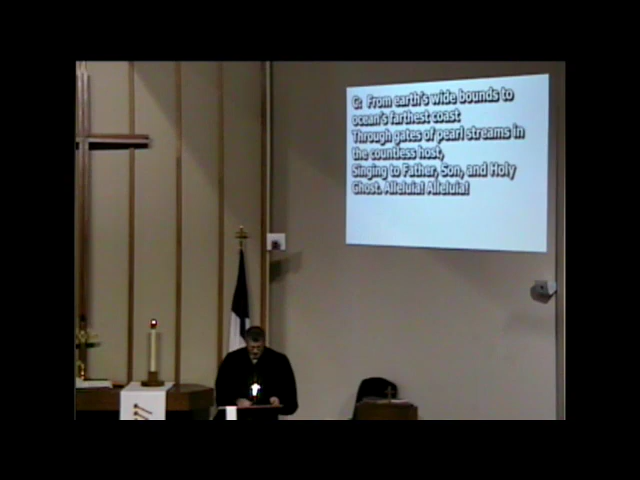 C: From earth's wide bounds to
ocean's farthest coast
Through gates of pearl streams in
the countless host,
Singing to Father, Son, and Holy
Ghost. Alleluia! Alleluia!